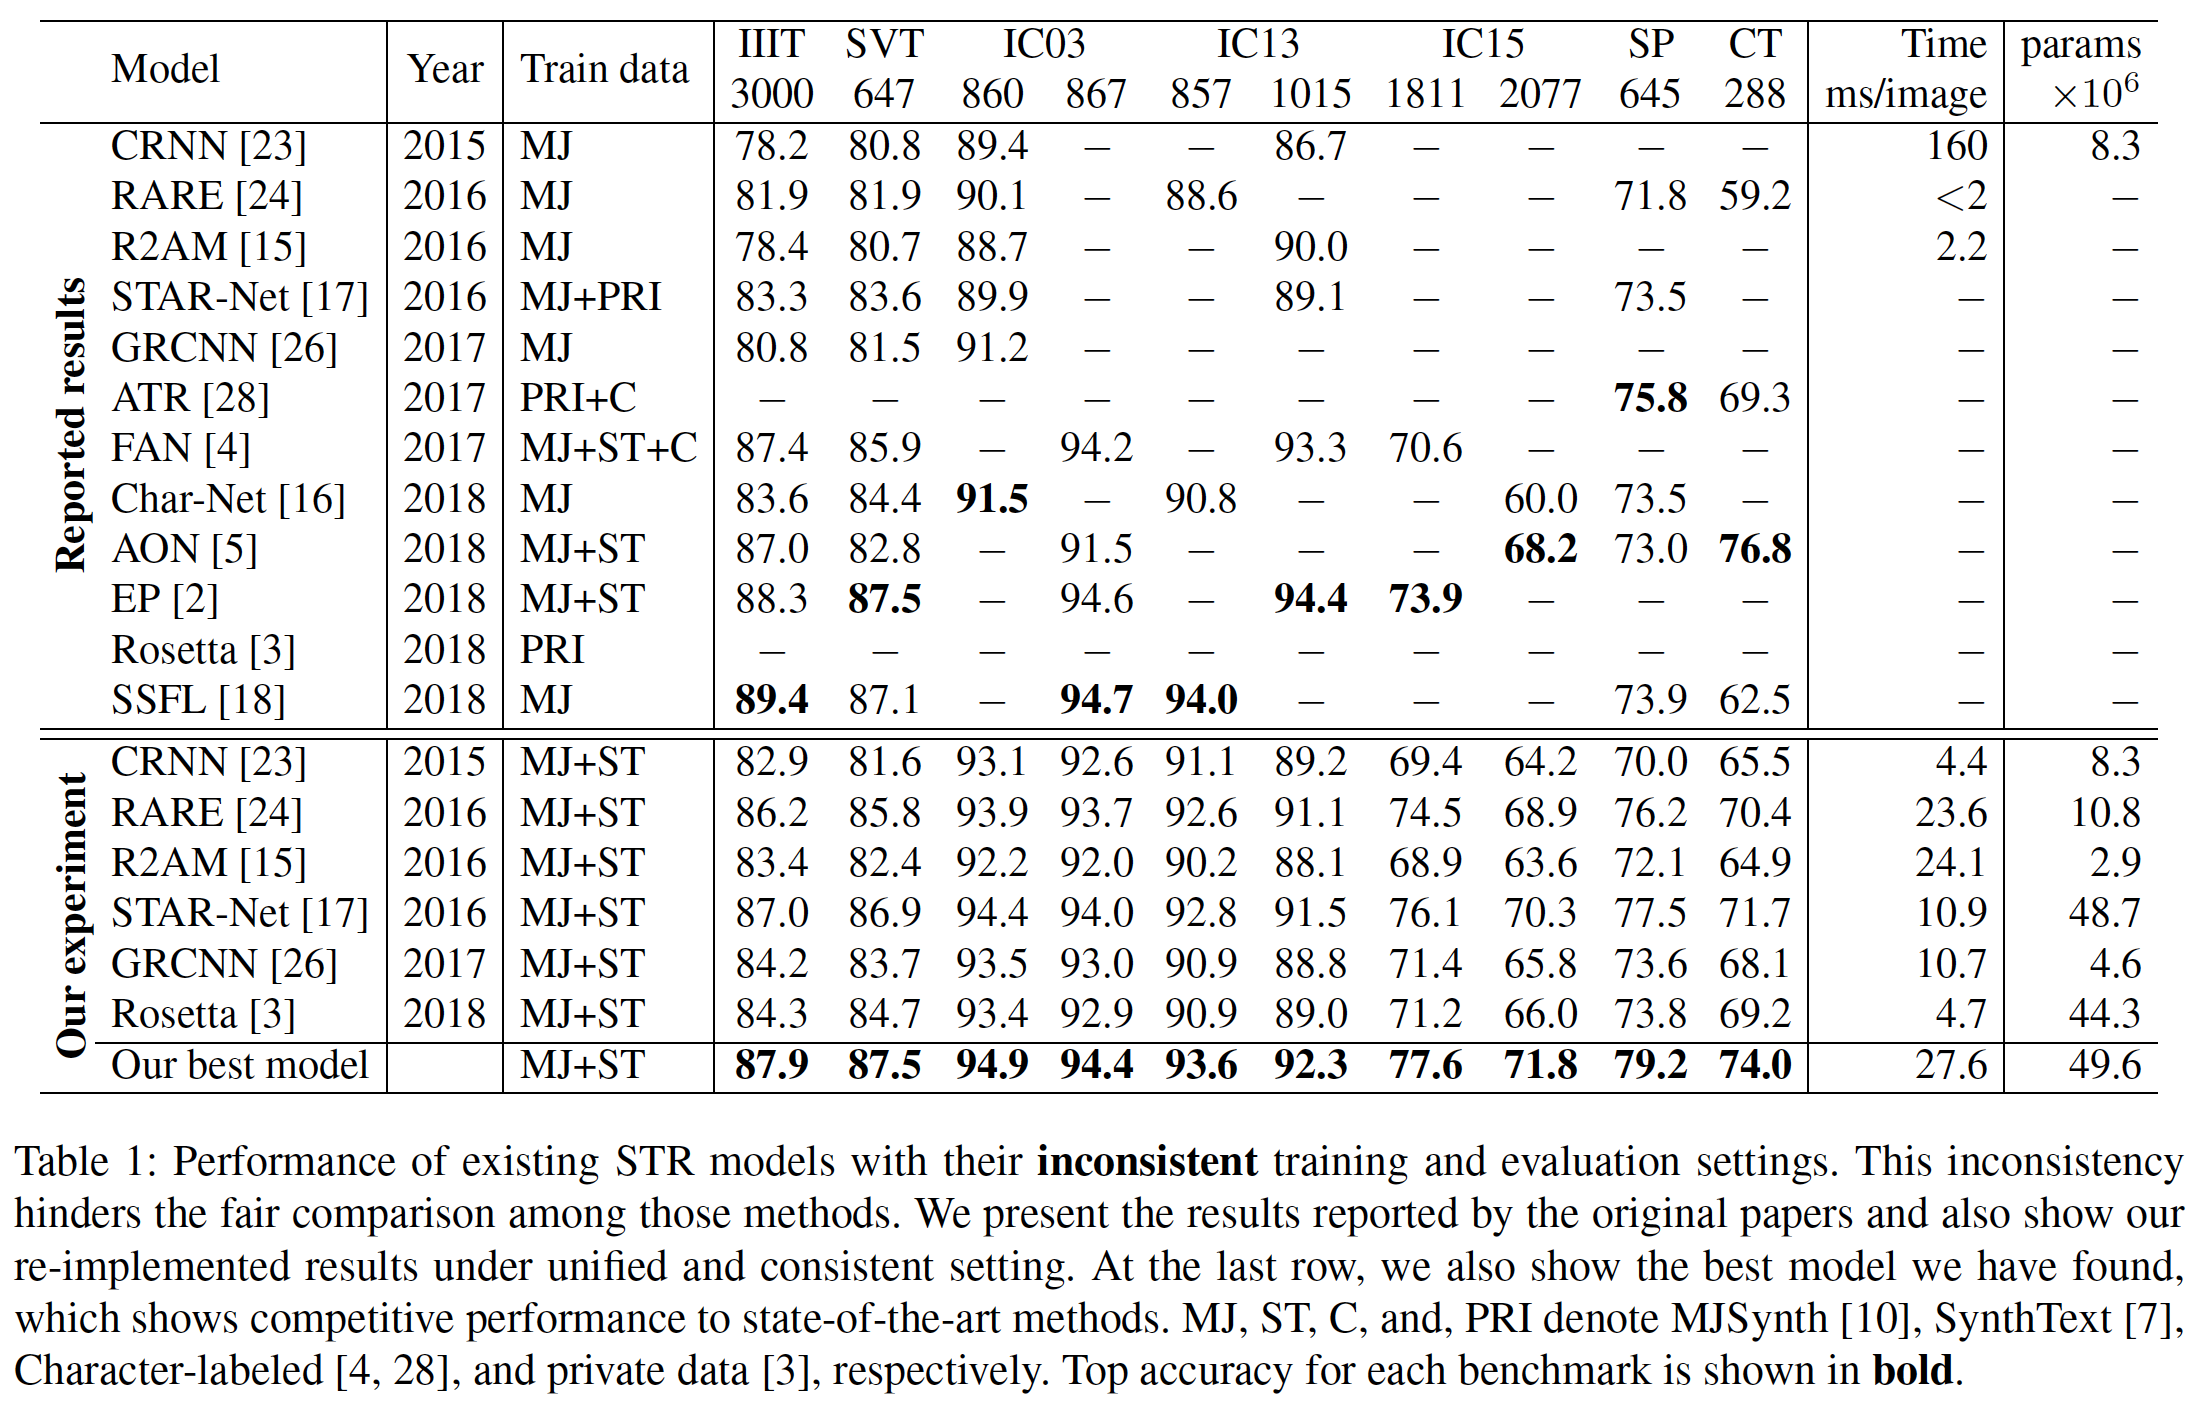 Model Year Train data IIIT SVT IC03 IC13 IC15 SP CT Time params
3000 647 860 867 857 1015 1811 2077 645 288 ms/image ×10⁶
Reported results
CRNN [23] 2015 MJ 78.2 80.8 89.4 – – 86.7 – – – – 160 8.3
RARE [24] 2016 MJ 81.9 81.9 90.1 – 88.6 – – – 71.8 59.2 <2 –
R2AM [15] 2016 MJ 78.4 80.7 88.7 – – 90.0 – – – – 2.2 –
STAR-Net [17] 2016 MJ+PRI 83.3 83.6 89.9 – – 89.1 – – 73.5 – – –
GRCNN [26] 2017 MJ 80.8 81.5 91.2 – – – – – – – – –
ATR [28] 2017 PRI+C – – – – – – – – 75.8 69.3 – –
FAN [4] 2017 MJ+ST+C 87.4 85.9 – 94.2 – 93.3 70.6 – – – – –
Char-Net [16] 2018 MJ 83.6 84.4 91.5 – 90.8 – – 60.0 73.5 – – –
AON [5] 2018 MJ+ST 87.0 82.8 – 91.5 – – – 68.2 73.0 76.8 – –
EP [2] 2018 MJ+ST 88.3 87.5 – 94.6 – 94.4 73.9 – – – – –
Rosetta [3] 2018 PRI – – – – – – – – – – – –
SSFL [18] 2018 MJ 89.4 87.1 – 94.7 94.0 – – – 73.9 62.5 – –
Our experiment
CRNN [23] 2015 MJ+ST 82.9 81.6 93.1 92.6 91.1 89.2 69.4 64.2 70.0 65.5 4.4 8.3
RARE [24] 2016 MJ+ST 86.2 85.8 93.9 93.7 92.6 91.1 74.5 68.9 76.2 70.4 23.6 10.8
R2AM [15] 2016 MJ+ST 83.4 82.4 92.2 92.0 90.2 88.1 68.9 63.6 72.1 64.9 24.1 2.9
STAR-Net [17] 2016 MJ+ST 87.0 86.9 94.4 94.0 92.8 91.5 76.1 70.3 77.5 71.7 10.9 48.7
GRCNN [26] 2017 MJ+ST 84.2 83.7 93.5 93.0 90.9 88.8 71.4 65.8 73.6 68.1 10.7 4.6
Rosetta [3] 2018 MJ+ST 84.3 84.7 93.4 92.9 90.9 89.0 71.2 66.0 73.8 69.2 4.7 44.3
Our best model MJ+ST 87.9 87.5 94.9 94.4 93.6 92.3 77.6 71.8 79.2 74.0 27.6 49.6
Table 1: Performance of existing STR models with their inconsistent training and evaluation settings. This inconsistency
hinders the fair comparison among those methods. We present the results reported by the original papers and also show our
re-implemented results under unified and consistent setting. At the last row, we also show the best model we have found,
which shows competitive performance to state-of-the-art methods. MJ, ST, C, and, PRI denote MJSynth [10], SynthText [7],
Character-labeled [4, 28], and private data [3], respectively. Top accuracy for each benchmark is shown in bold.